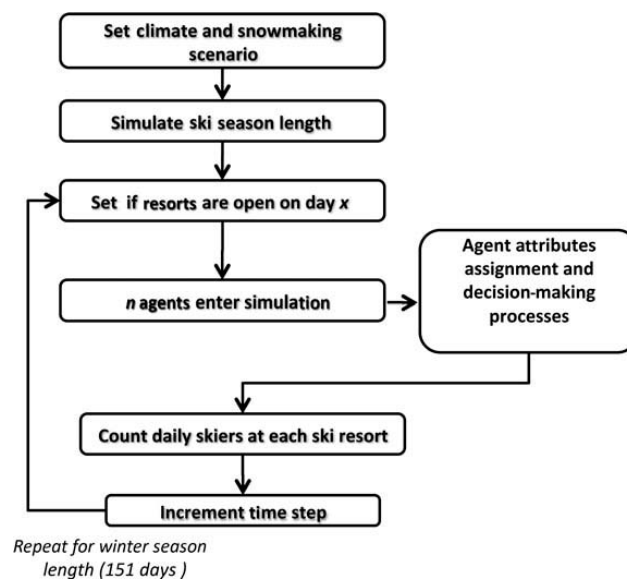 Set climate and snowmaking
scenario
Simulate ski season length
Set if resorts are open on day x
n agents enter simulation
Agent attributes
assignment and
decision-making
processes
Count daily skiers at each ski resort
Increment time step
Repeat for winter season
length (151 days )